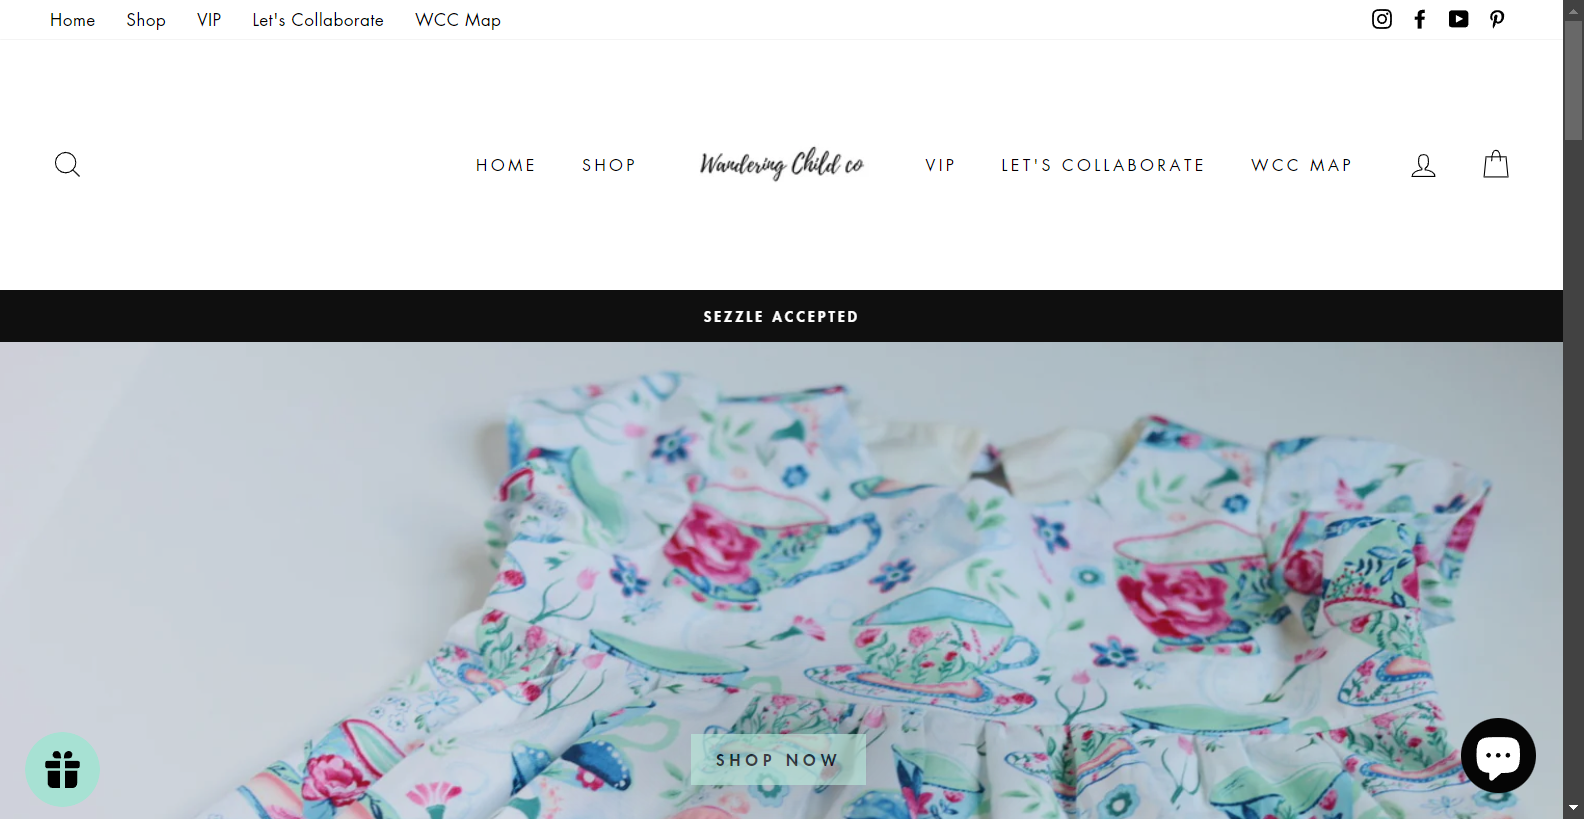 Home Shop VIP Let's Collaborate WCC Map
HOME SHOP Wandering Child co VIP LET'S COLLABORATE WCC MAP
SEZZLE ACCEPTED
SHOP NOW